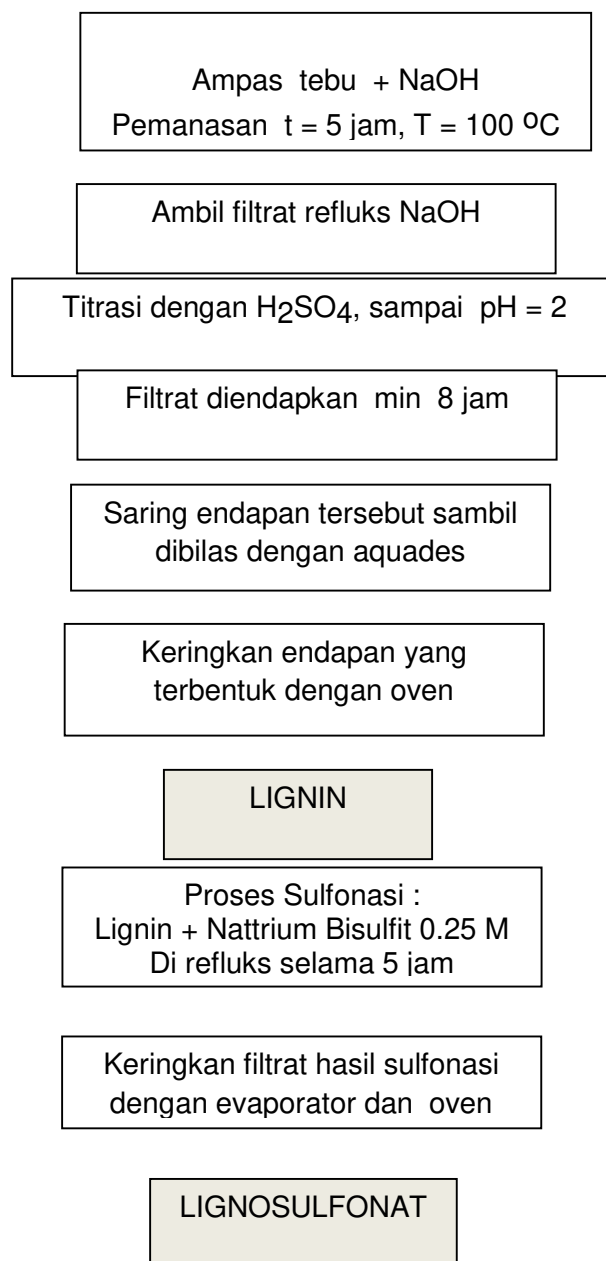 Ampas tebu + NaOH
Pemanasan t = 5 jam, T = 100 ºC
Ambil filtrat refluks NaOH
Titrasi dengan H₂SO₄, sampai pH = 2
Filtrat diendapkan min 8 jam
Saring endapan tersebut sambil
dibilas dengan aquades
Keringkan endapan yang
terbentuk dengan oven
LIGNIN
Proses Sulfonasi :
Lignin + Nattrium Bisulfit 0.25 M
Di refluks selama 5 jam
Keringkan filtrat hasil sulfonasi
dengan evaporator dan oven
LIGNOSULFONAT